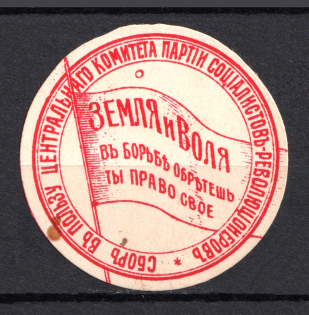 СБОРЪ ВЪ ПОЛЬЗУ ЦЕНТРАЛЬНАГО КОМИТЕТА ПАРТІИ СОЦІАЛИСТОВЪ-РЕВОЛЮЦІОНЕРОВЪ *
ЗЕМЛЯ и ВОЛЯ
ВЪ БОРЬБѢ ОБРѢТЕШЬ
ТЫ ПРАВО СВОЕ